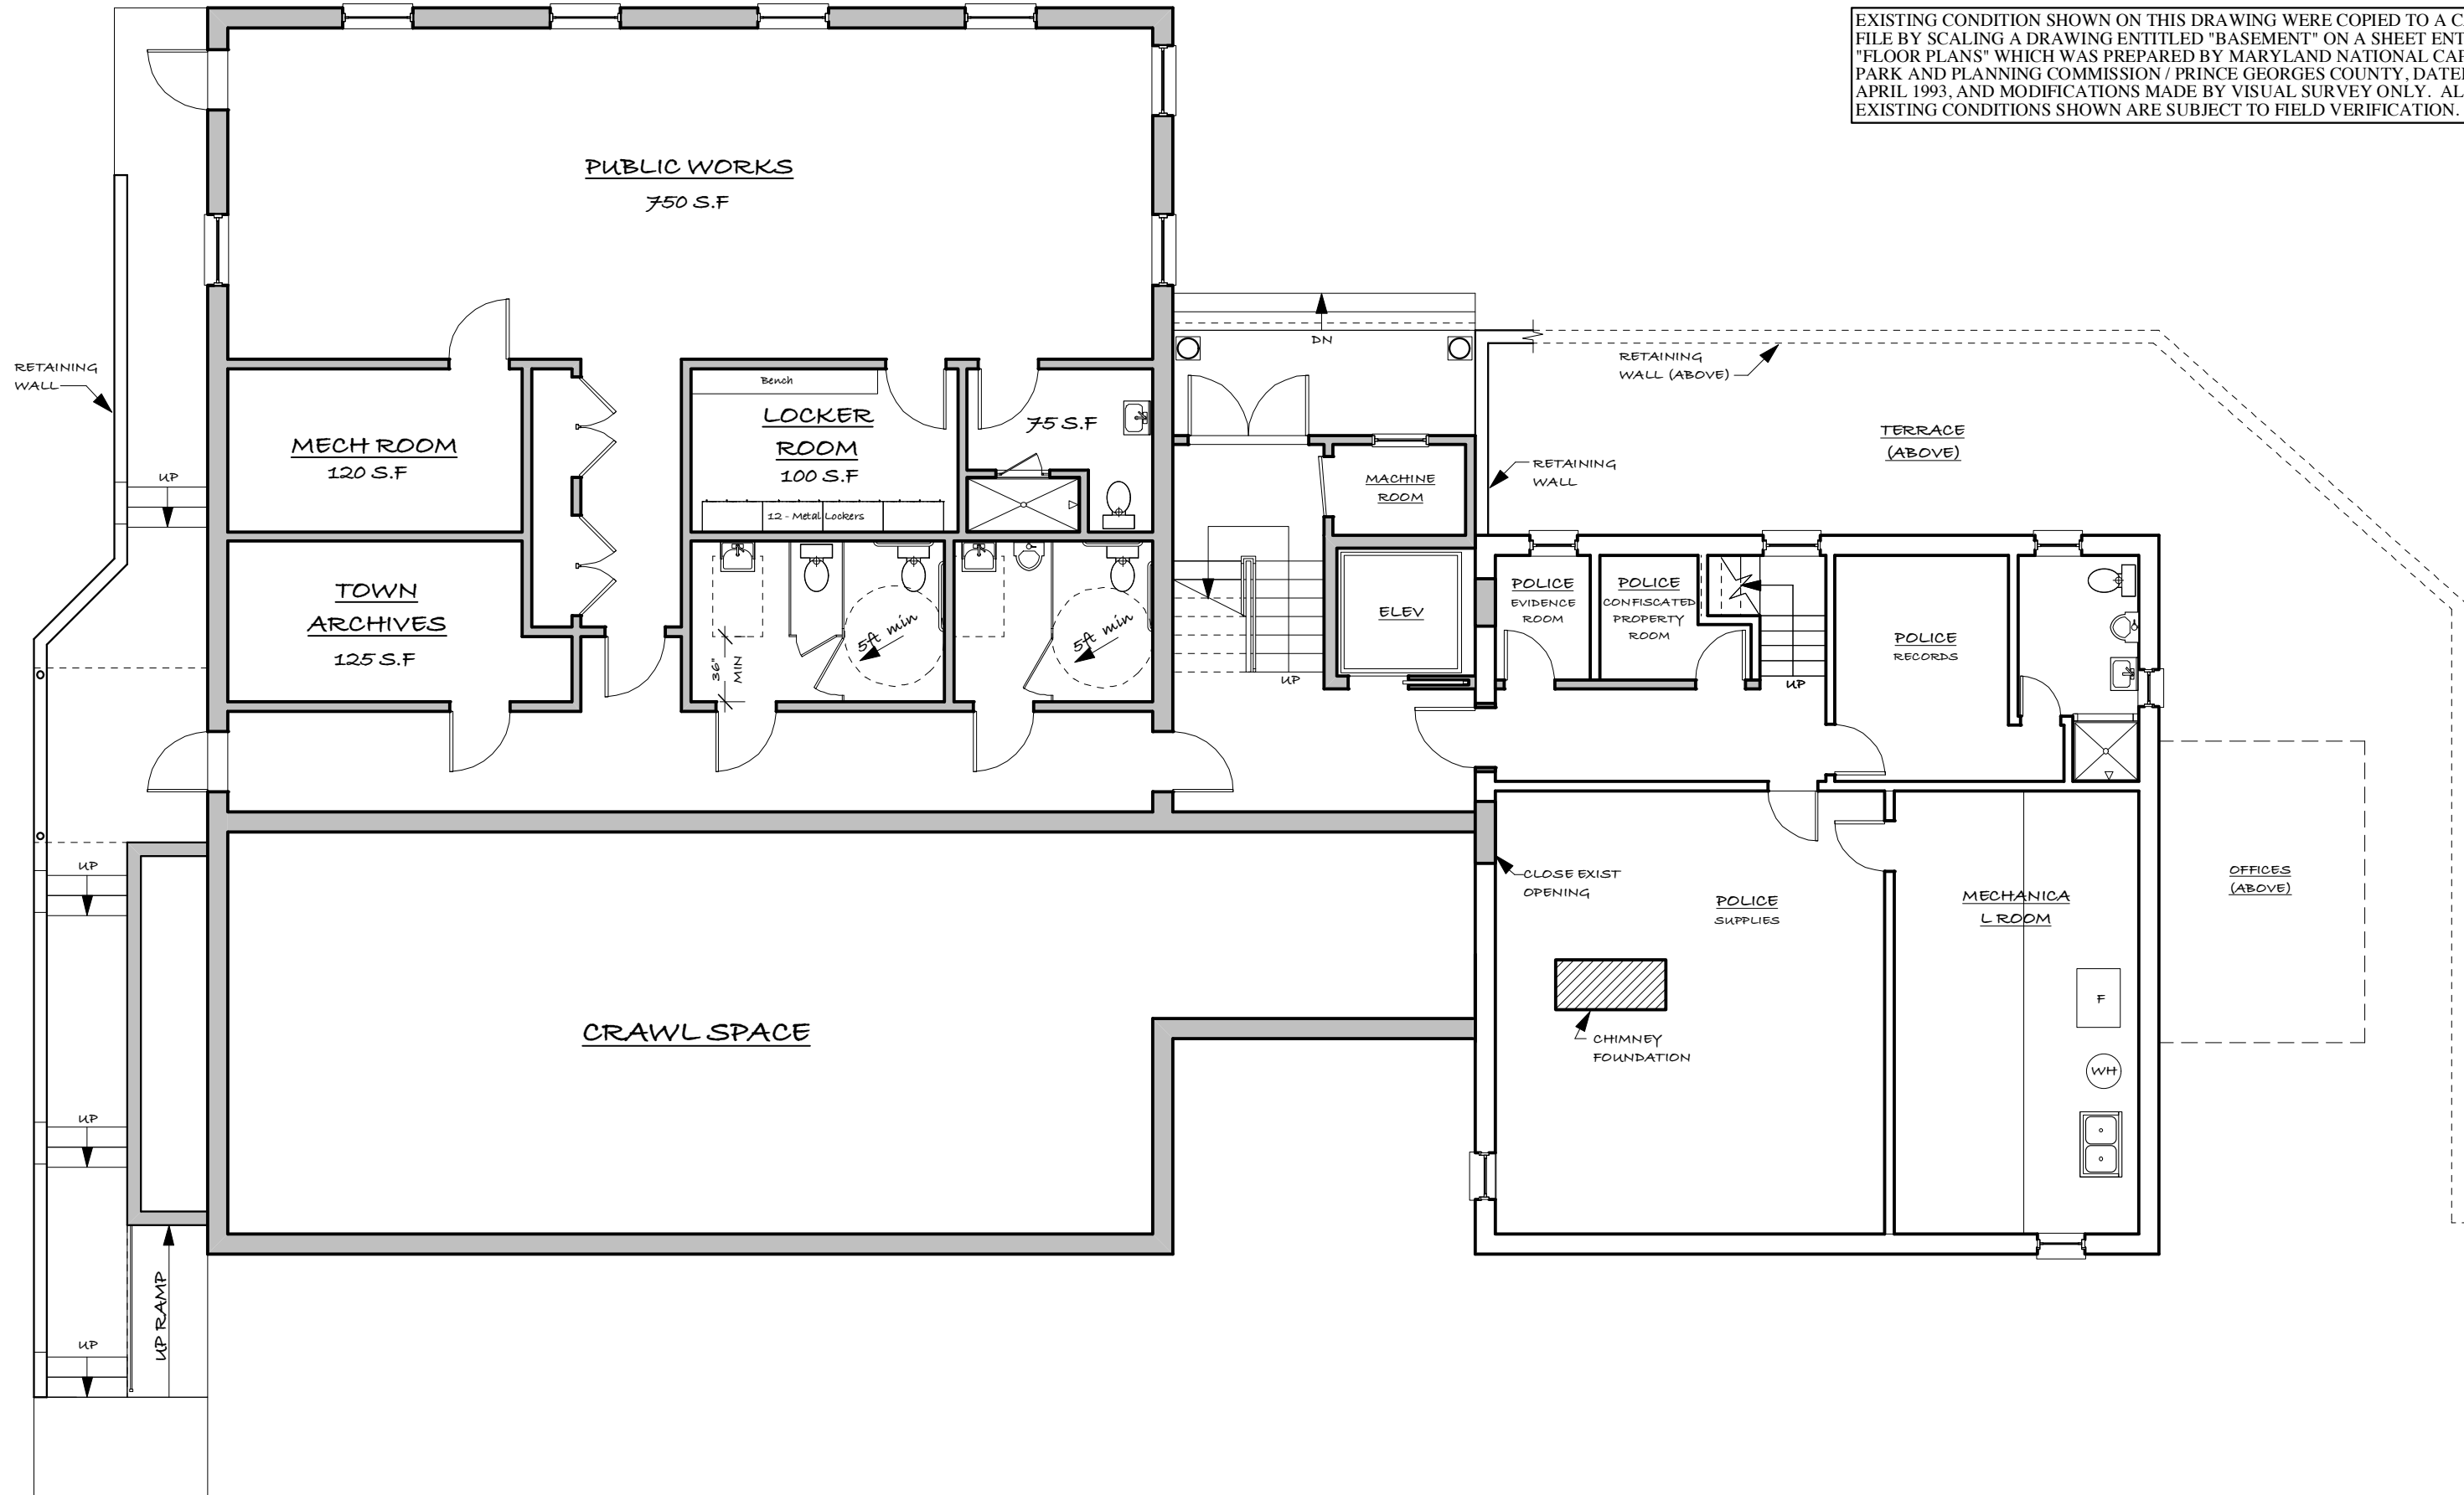 EXISTING CONDITION SHOWN ON THIS DRAWING WERE COPIED TO A
FILE BY SCALING A DRAWING ENTITLED "BASEMENT" ON A SHEET
"FLOOR PLANS" WHICH WAS PREPARED BY MARYLAND NATIONAL
PARK AND PLANNING COMMISSION / PRINCE GEORGES COUNTY,
APRIL 1993, AND MODIFICATIONS MADE BY VISUAL SURVEY ONLY.
EXISTING CONDITIONS SHOWN ARE SUBJECT TO FIELD VERIFICATION.
PUBLIC WORKS
750 S.F
RETAINING
WALL
UP
MECH ROOM
120 S.F
Bench
LOCKER
ROOM
100 S.F
12 - Metal Lockers
75 S.F
DN
RETAINING
WALL (ABOVE)
TERRACE
(ABOVE)
RETAINING
WALL
MACHINE
ROOM
TOWN
ARCHIVES
125 S.F
36"
MIN
5ft min
5ft min
UP
ELEV
POLICE
EVIDENCE
ROOM
POLICE
CONFISCATED
PROPERTY
ROOM
UP
POLICE
RECORDS
UP
CLOSE EXIST
OPENING
POLICE
SUPPLIES
MECHANICA
L ROOM
OFFICES
(ABOVE)
CRAWL SPACE
CHIMNEY
FOUNDATION
F
WH
UP
UP RAMP
UP